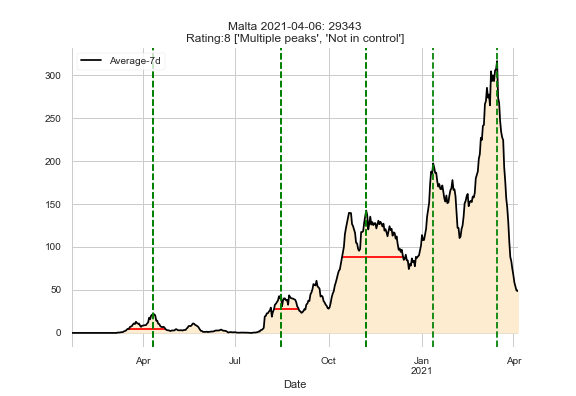 Malta 2021-04-06: 29343
Rating:8 ['Multiple peaks', 'Not in control']
Average-7d
300
250
200
150
100
50
0
Apr Jul Oct Jan Apr
2021
Date